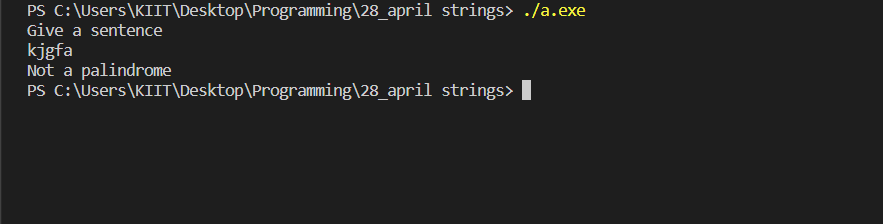 PS C:\Users\KIIT\Desktop\Programming\28_april strings> ./a.exe
Give a sentence
kjgfa
Not a palindrome
PS C:\Users\KIIT\Desktop\Programming\28_april strings>